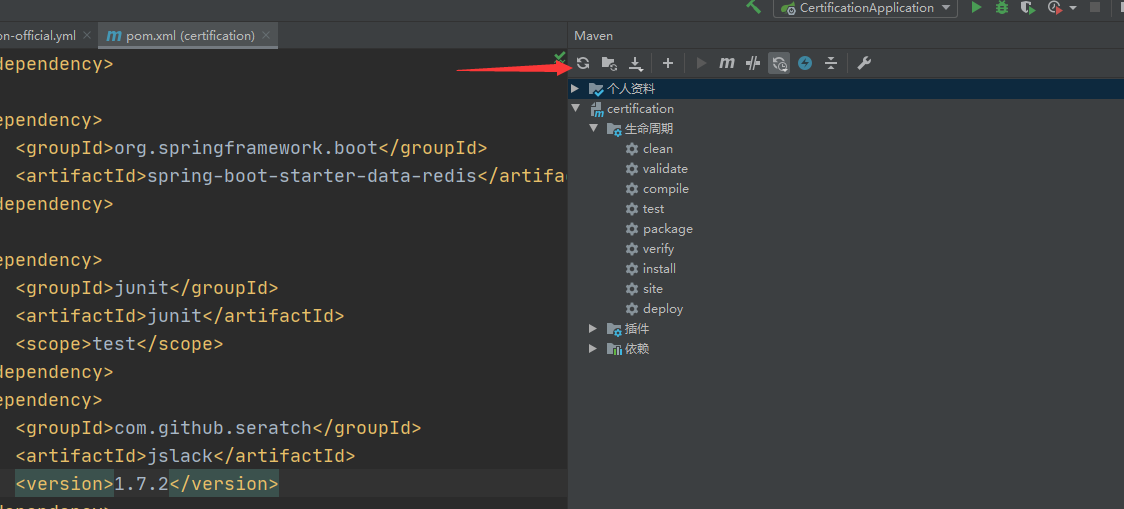 CertificationApplication
on-official.yml
pom.xml (certification)
Maven
dependency>
ependency>
<groupId>org.springframework.boot</groupId>
<artifactId>spring-boot-starter-data-redis</artifa
dependency>
ependency>
<groupId>junit</groupId>
<artifactId>junit</artifactId>
<scope>test</scope>
dependency>
ependency>
<groupId>com.github.seratch</groupId>
<artifactId>jslack</artifactId>
<version>1.7.2</version>
dependency>
个人资料
certification
生命周期
clean
validate
compile
test
package
verify
install
site
deploy
插件
依赖